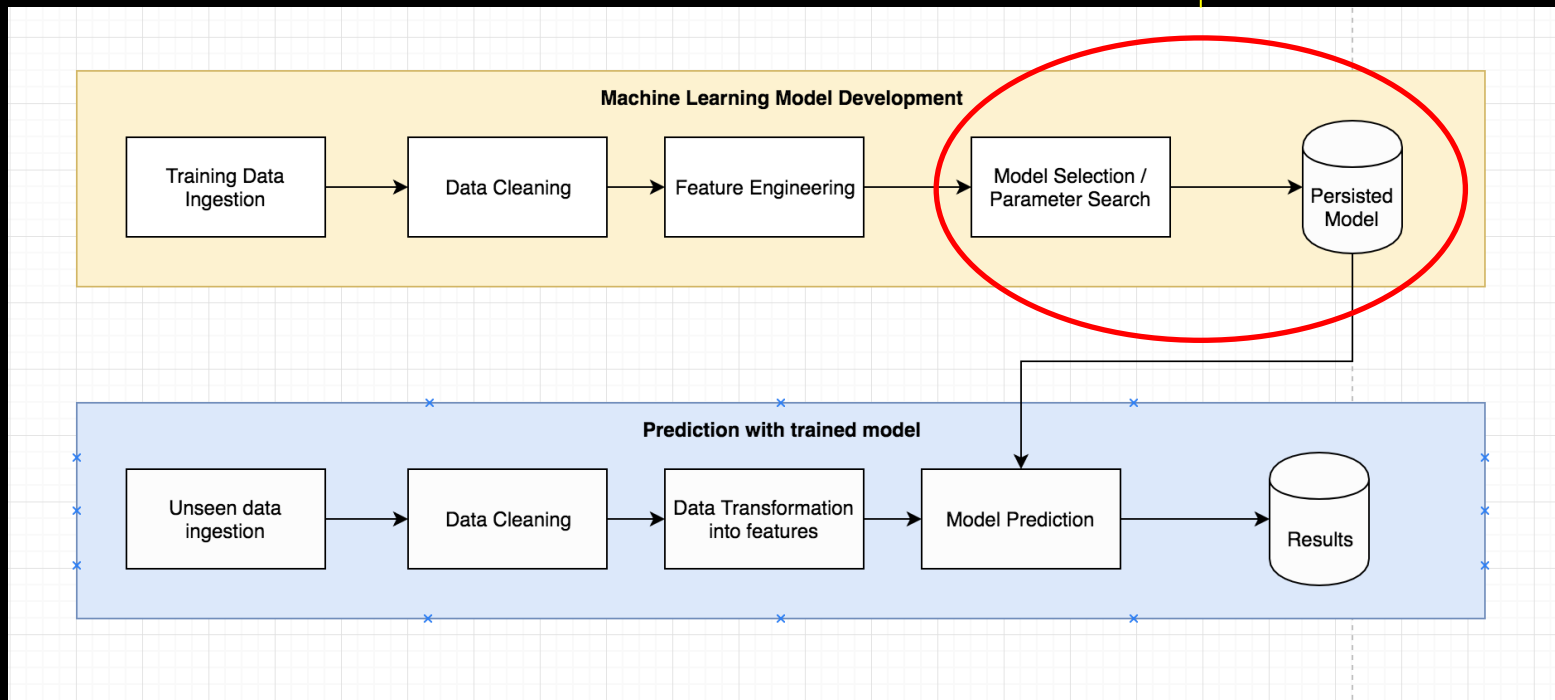 Machine Learning Model Development
Training Data
Ingestion
Data Cleaning
Feature Engineering
Model Selection /
Parameter Search
Persisted
Model
Prediction with trained model
Unseen data
ingestion
Data Cleaning
Data Transformation
into features
Model Prediction
Results